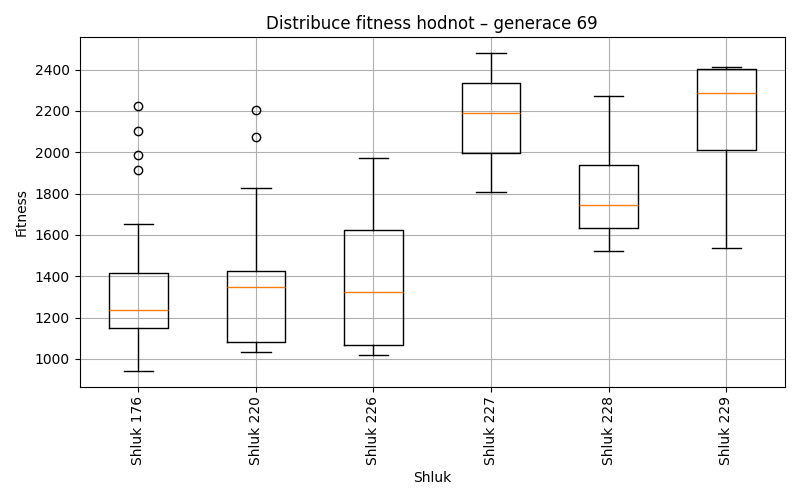 Distribuce fitness hodnot – generace 69
Fitness
2400
2200
2000
1800
1600
1400
1200
1000
Shluk 176
Shluk 220
Shluk 226
Shluk 227
Shluk 228
Shluk 229
Shluk